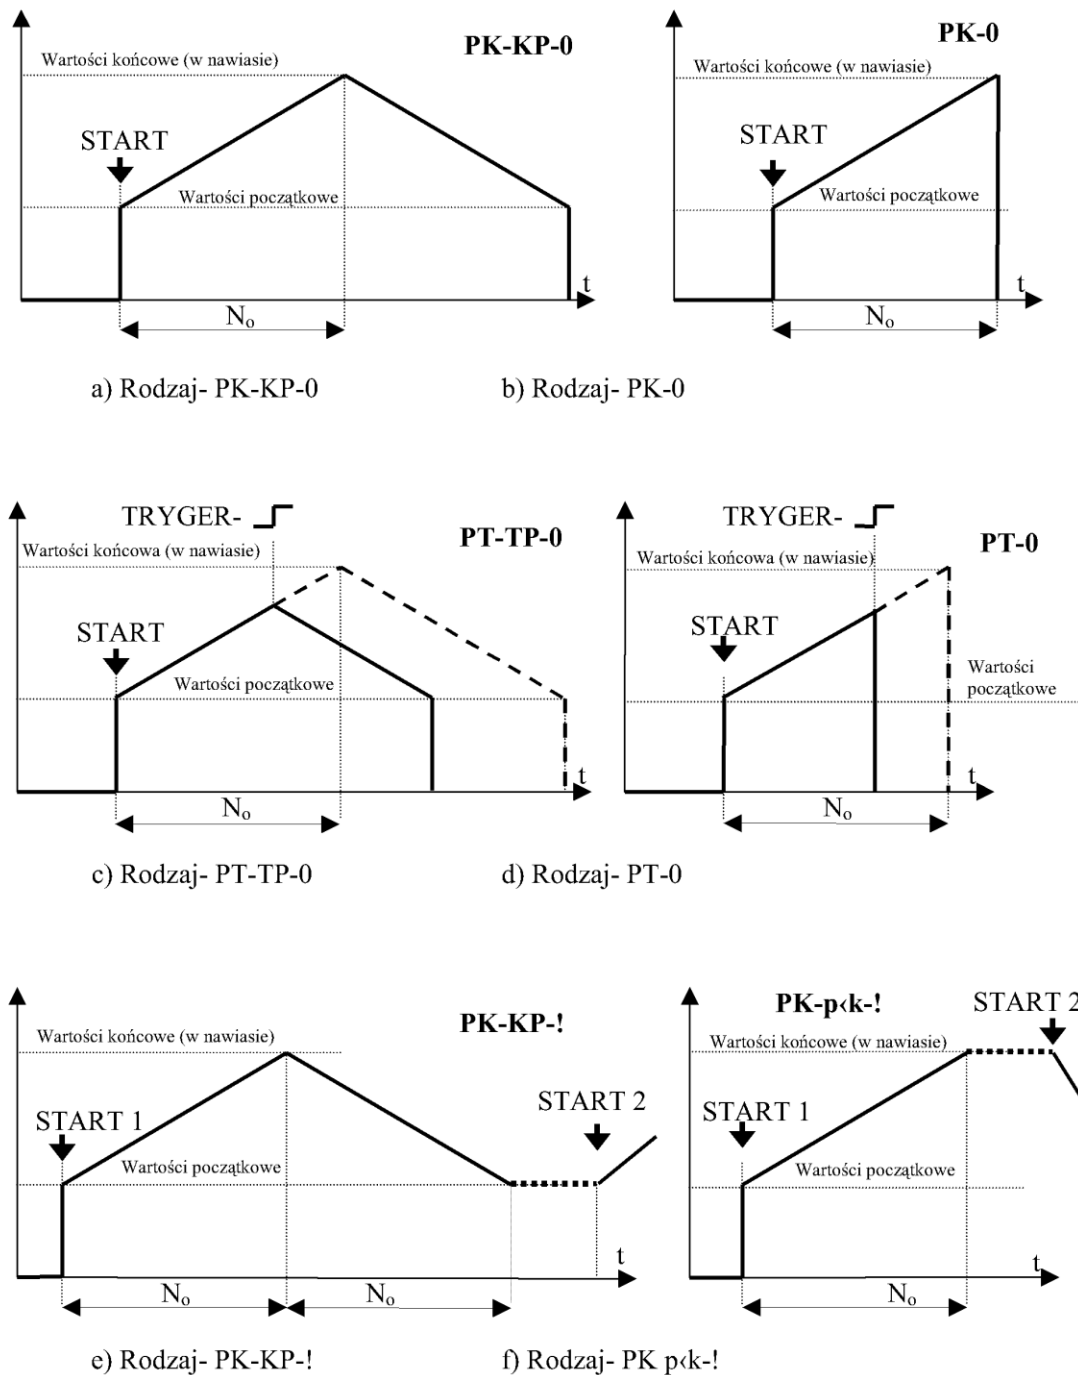 PK-KP-0
Wartości końcowe (w nawiasie)
START
Wartości początkowe
t
Nₒ
a) Rodzaj- PK-KP-0
PK-0
Wartości końcowe (w nawiasie)
START
Wartości początkowe
t
Nₒ
b) Rodzaj- PK-0
TRYGER-
PT-TP-0
Wartości końcowa (w nawiasie)
START
Wartości początkowe
t
Nₒ
c) Rodzaj- PT-TP-0
TRYGER-
PT-0
Wartości końcowa (w nawiasie)
START
Wartości
początkowe
t
Nₒ
d) Rodzaj- PT-0
PK-KP-!
Wartości końcowe (w nawiasie)
START 1
START 2
Wartości początkowe
t
Nₒ
Nₒ
e) Rodzaj- PK-KP-!
PK-p‹k-!
START 2
Wartości końcowe (w nawiasie)
START 1
Wartości początkowe
t
Nₒ
f) Rodzaj- PK p‹k-!